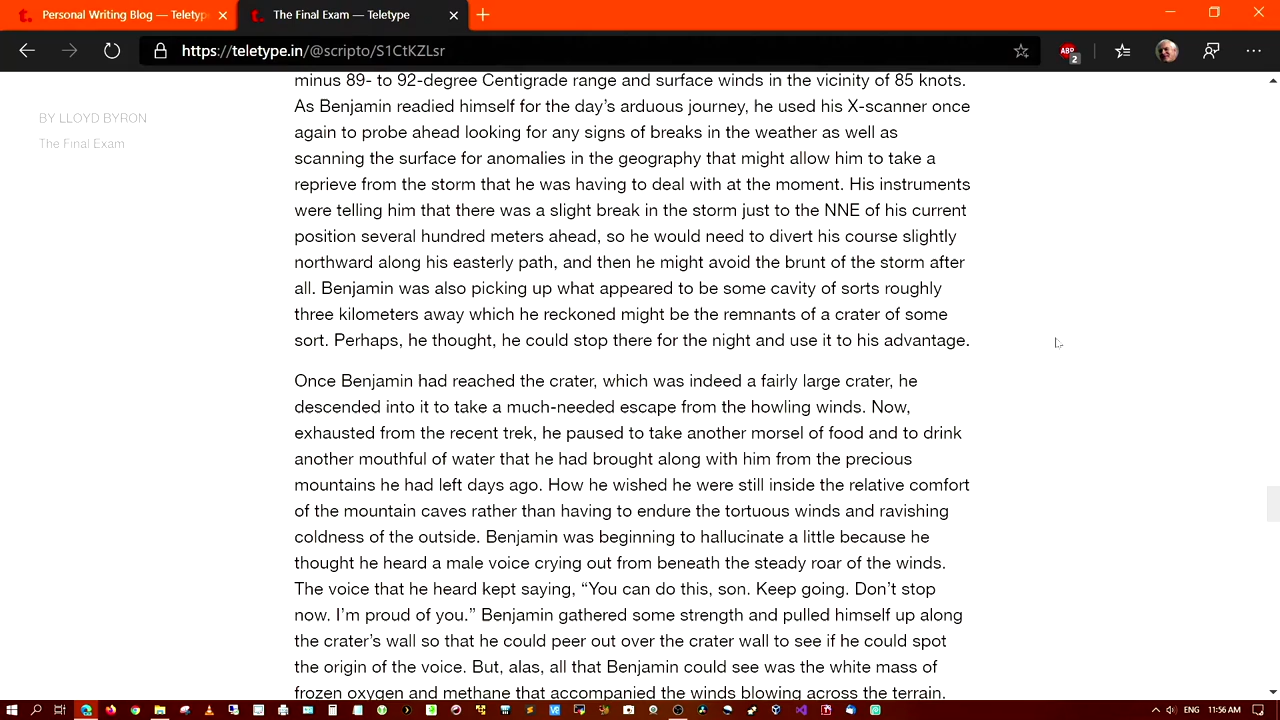 Personal Writing Blog — Teletyp
The Final Exam — Teletype
https://teletype.in/@scripto/S1CtKZLsr
ABP
2
BY LLOYD BYRON
The Final Exam
minus 89- to 92-degree Centigrade range and surface winds in the vicinity of 85 knots.
As Benjamin readied himself for the day’s arduous journey, he used his X-scanner once
again to probe ahead looking for any signs of breaks in the weather as well as
scanning the surface for anomalies in the geography that might allow him to take a
reprieve from the storm that he was having to deal with at the moment. His instruments
were telling him that there was a slight break in the storm just to the NNE of his current
position several hundred meters ahead, so he would need to divert his course slightly
northward along his easterly path, and then he might avoid the brunt of the storm after
all. Benjamin was also picking up what appeared to be some cavity of sorts roughly
three kilometers away which he reckoned might be the remnants of a crater of some
sort. Perhaps, he thought, he could stop there for the night and use it to his advantage.
Once Benjamin had reached the crater, which was indeed a fairly large crater, he
descended into it to take a much-needed escape from the howling winds. Now,
exhausted from the recent trek, he paused to take another morsel of food and to drink
another mouthful of water that he had brought along with him from the precious
mountains he had left days ago. How he wished he were still inside the relative comfort
of the mountain caves rather than having to endure the tortuous winds and ravishing
coldness of the outside. Benjamin was beginning to hallucinate a little because he
thought he heard a male voice crying out from beneath the steady roar of the winds.
The voice that he heard kept saying, “You can do this, son. Keep going. Don’t stop
now. I’m proud of you.” Benjamin gathered some strength and pulled himself up along
the crater’s wall so that he could peer out over the crater wall to see if he could spot
the origin of the voice. But, alas, all that Benjamin could see was the white mass of
frozen oxygen and methane that accompanied the winds blowing across the terrain.
ENG
11:56 AM